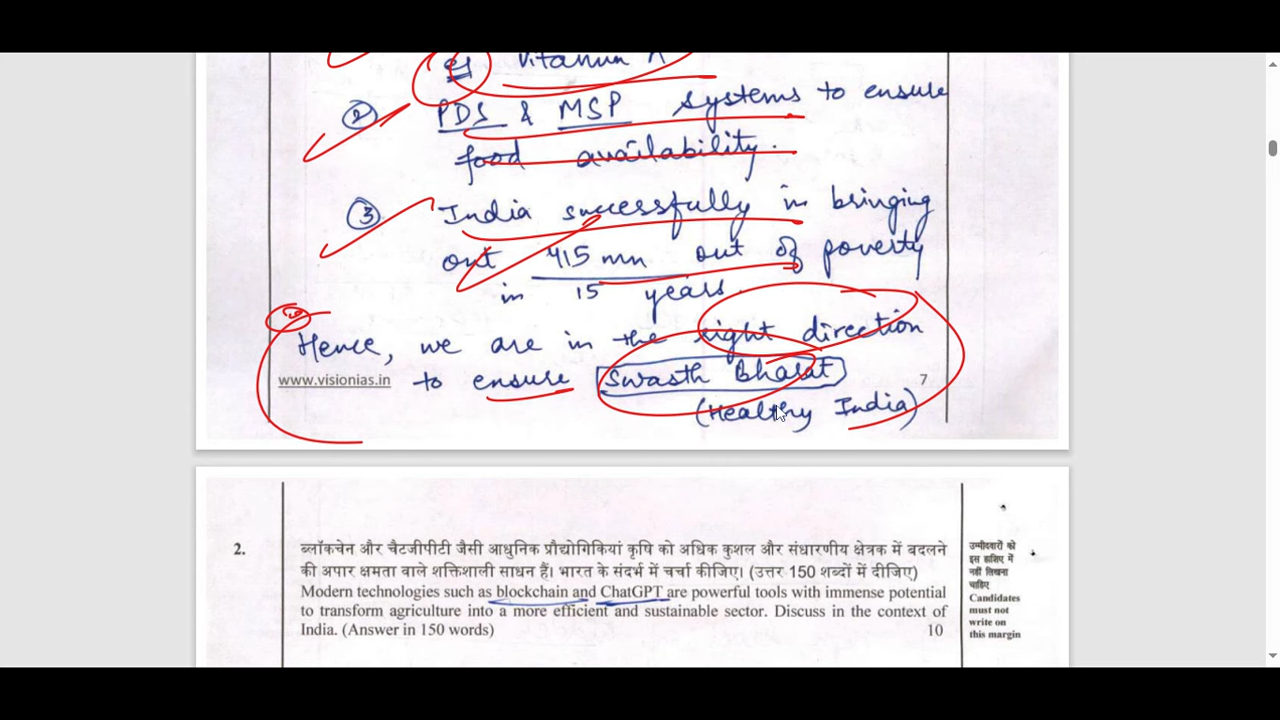 Vitamin A
② PDS & MSP systems to ensure
food availability.
③ India successfully in bringing
out 415 mn out of poverty
in 15 years
Hence, we are in the right direction
www.visionias.in to ensure Swasth Bharat 7
(Healthy India)
2. ब्लॉकचेन और चैटजीपीटी जैसी आधुनिक प्रौद्योगिकियां कृषि को अधिक कुशल और संधारणीय क्षेत्रक में बदलने
की अपार क्षमता वाले शक्तिशाली साधन हैं। भारत के संदर्भ में चर्चा कीजिए। (उत्तर 150 शब्दों में दीजिए)
Modern technologies such as blockchain and ChatGPT are powerful tools with immense potential
to transform agriculture into a more efficient and sustainable sector. Discuss in the context of
India. (Answer in 150 words) 10
उम्मीदवारों को
इस हाशिए में
नहीं लिखना
चाहिए
Candidates
must not
write on
this margin